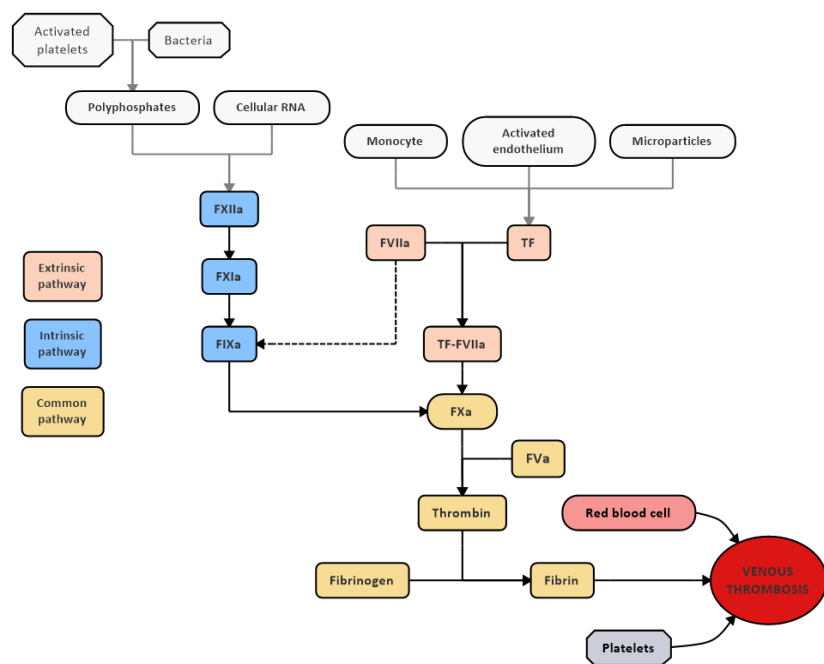 Activated
platelets
Bacteria
Polyphosphates
Cellular RNA
Monocyte
Activated
endothelium
Microparticles
FXIIa
FVIIa
TF
Extrinsic
pathway
FXIa
Intrinsic
pathway
FIXa
TF-FVIIa
Common
pathway
FXa
FVa
Thrombin
Red blood cell
Fibrinogen
Fibrin
VENOUS
THROMBOSIS
Platelets